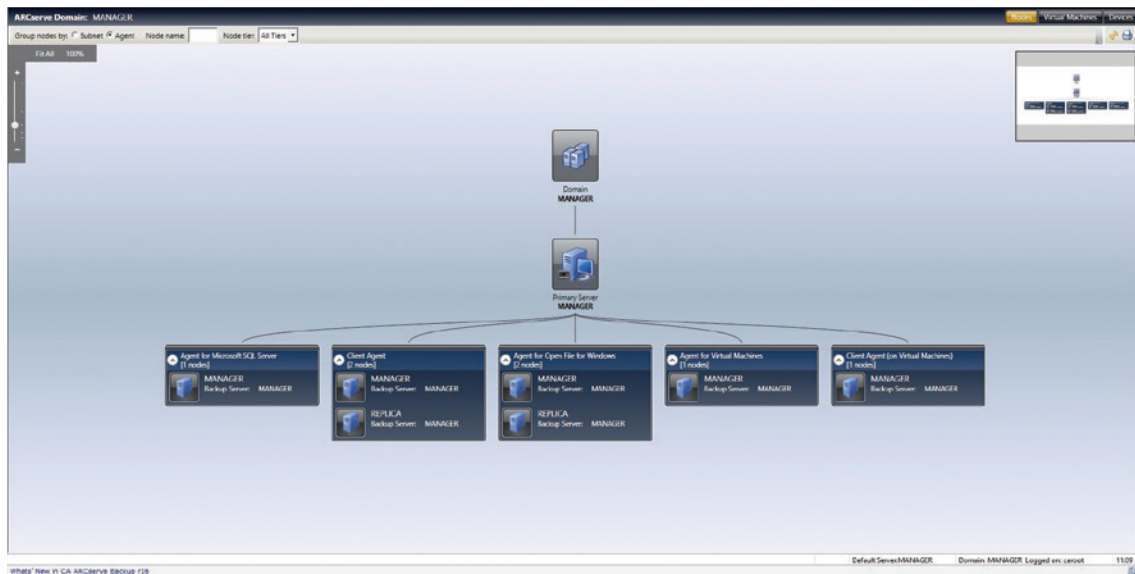 ARCserve Domain: MANAGER
Nodes Virtual Machines Devices
Group nodes by: Subnet Agent Node name: Node tier: All Tiers
Fit All 100%
Domain
MANAGER
Primary Server
MANAGER
Agent for Microsoft SQL Server
[1 nodes]
MANAGER
Backup Server: MANAGER
Client Agent
[2 nodes]
MANAGER
Backup Server: MANAGER
REPLICA
Backup Server: MANAGER
Agent for Open File for Windows
[2 nodes]
MANAGER
Backup Server: MANAGER
REPLICA
Backup Server: MANAGER
Agent for Virtual Machines
[1 nodes]
MANAGER
Backup Server: MANAGER
Client Agent (on Virtual Machines)
[1 nodes]
MANAGER
Backup Server: MANAGER
Default Server:MANAGER Domain: MANAGER Logged on: caroot 11:09
Whats' New in CA ARCserve Backup r16